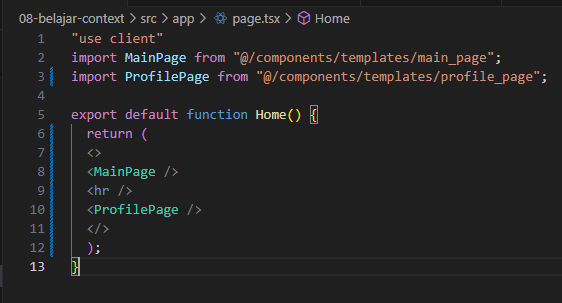 08-belajar-context > src > app > page.tsx > Home
1 "use client"
2 import MainPage from "@/components/templates/main_page";
3 import ProfilePage from "@/components/templates/profile_page";
4
5 export default function Home() {
6   return (
7   <>
8   <MainPage />
9   <hr />
10   <ProfilePage />
11   </>
12   );
13 }